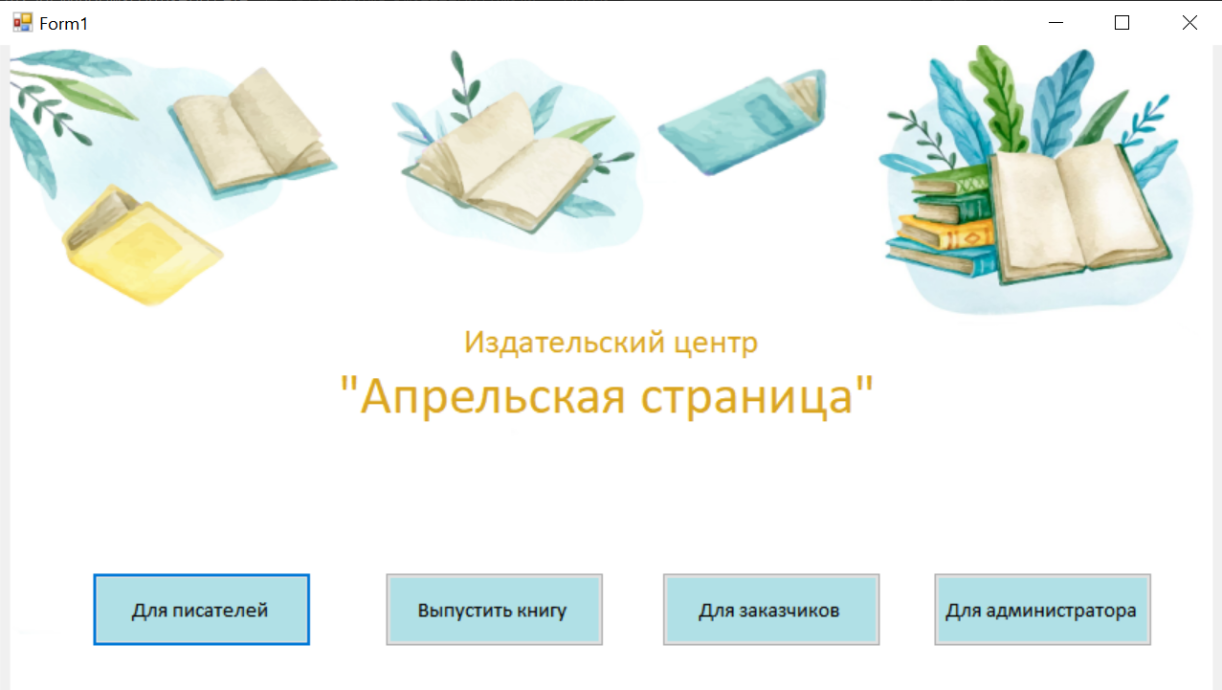 Form1
Издательский центр
"Апрельская страница"
Для писателей
Выпустить книгу
Для заказчиков
Для администратора